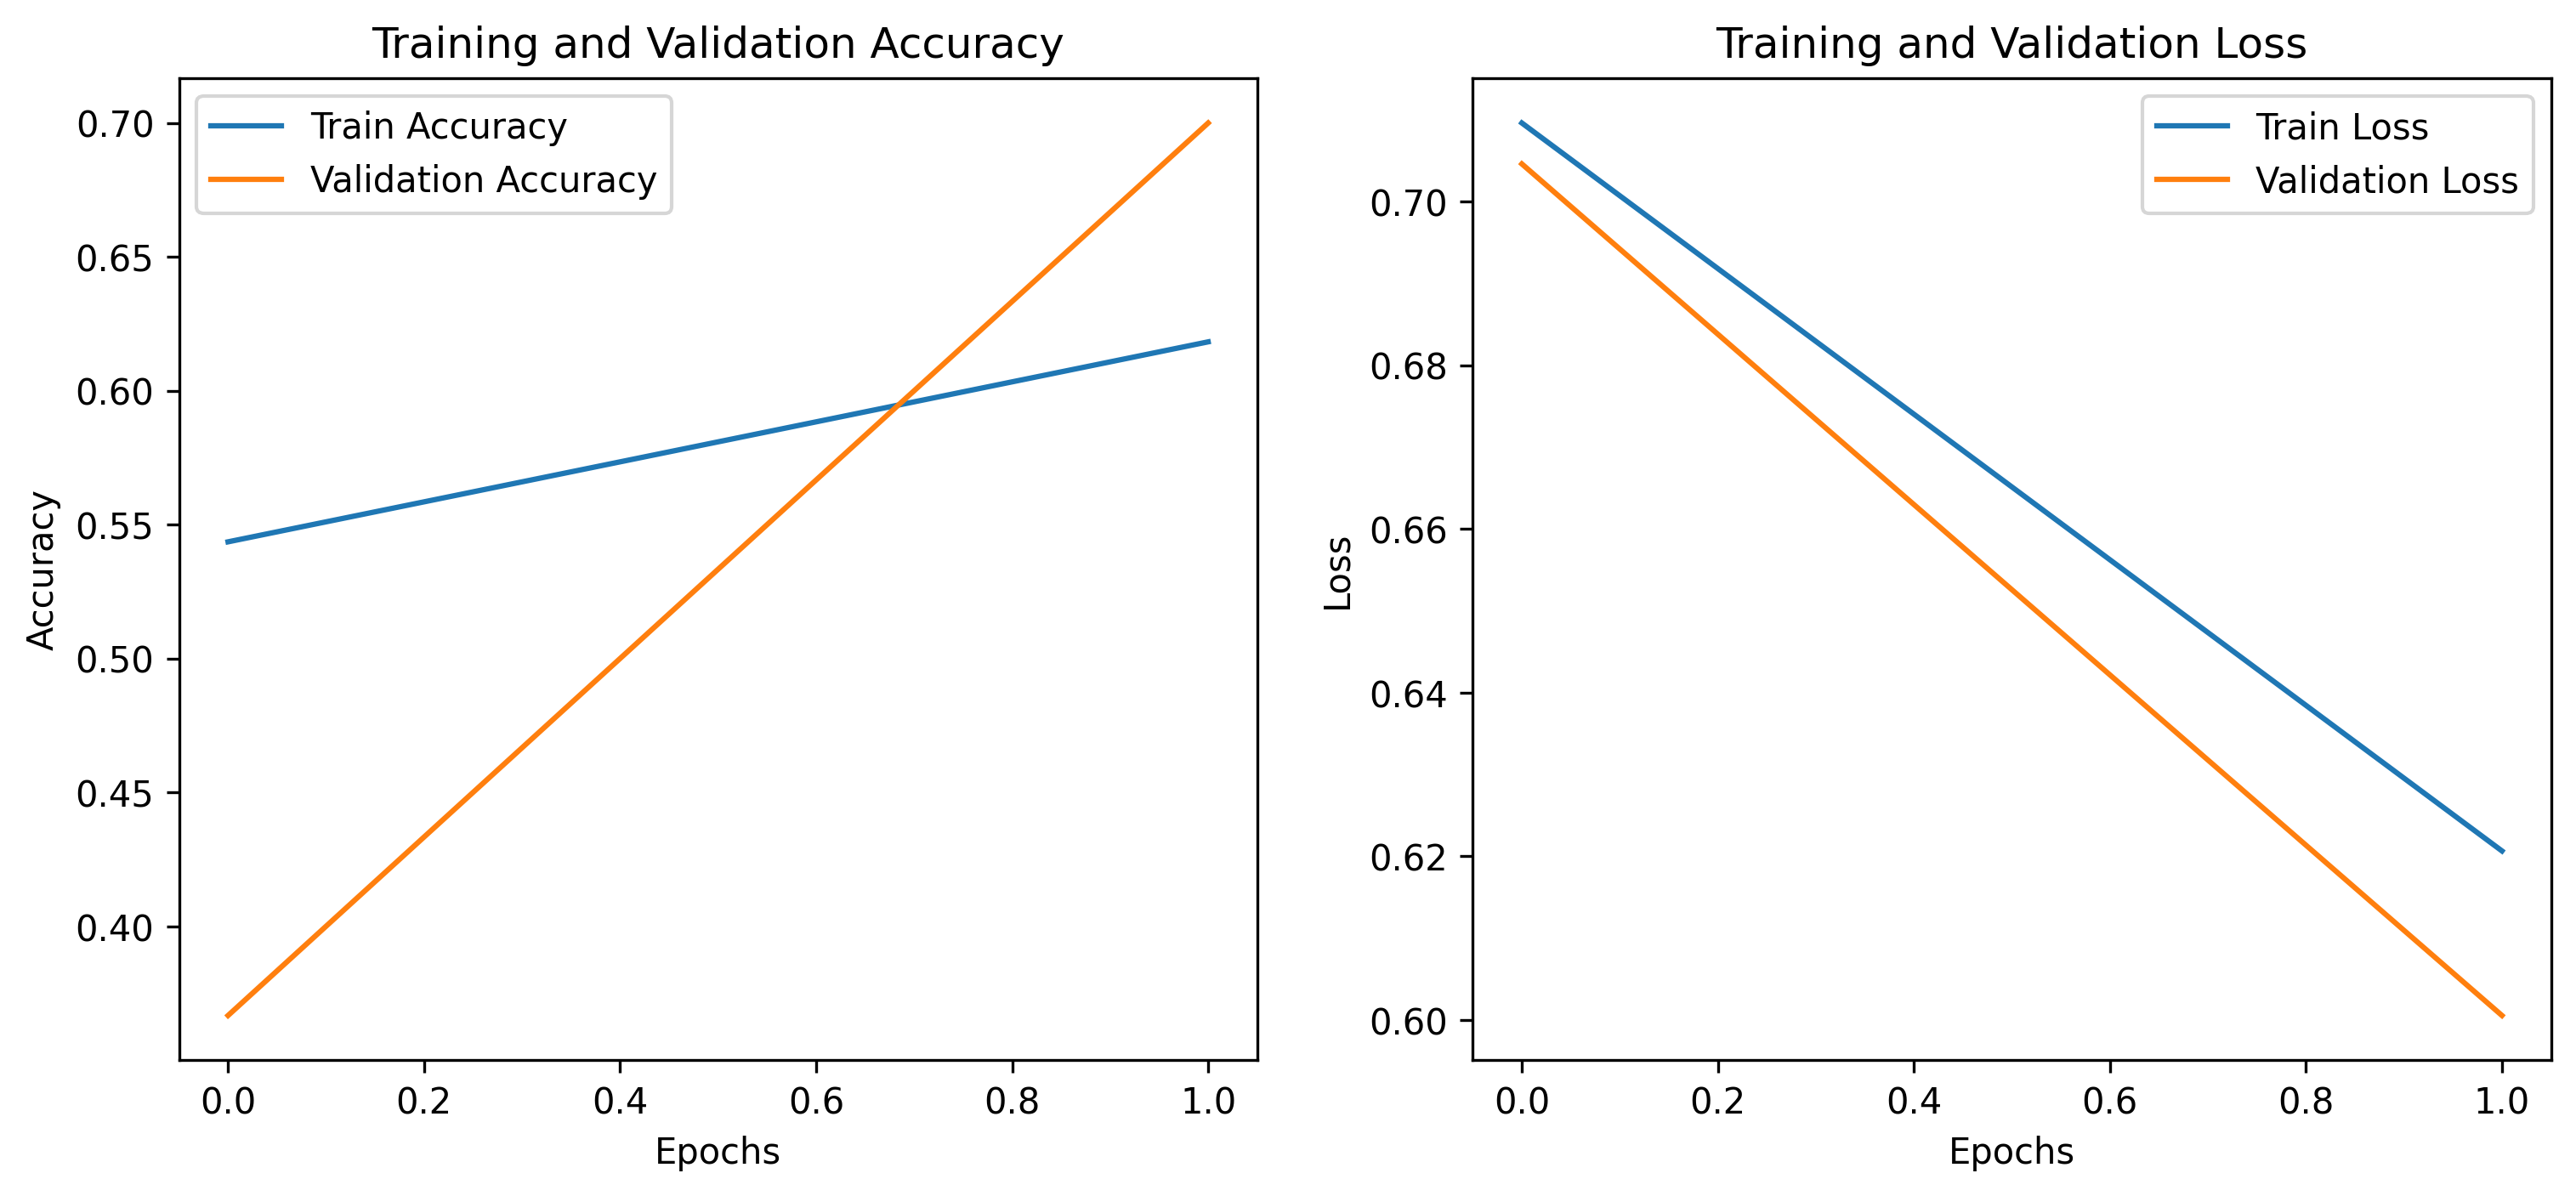 Training and Validation Accuracy
Train Accuracy
Validation Accuracy
0.70
0.65
0.60
0.55
0.50
0.45
0.40
Accuracy
0.0 0.2 0.4 0.6 0.8 1.0
Epochs
Training and Validation Loss
Train Loss
Validation Loss
0.70
0.68
0.66
0.64
0.62
0.60
Loss
0.0 0.2 0.4 0.6 0.8 1.0
Epochs